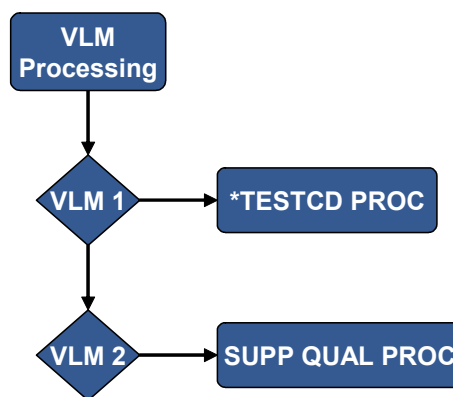 VLM
Processing
VLM 1
*TESTCD PROC
VLM 2
SUPP QUAL PROC